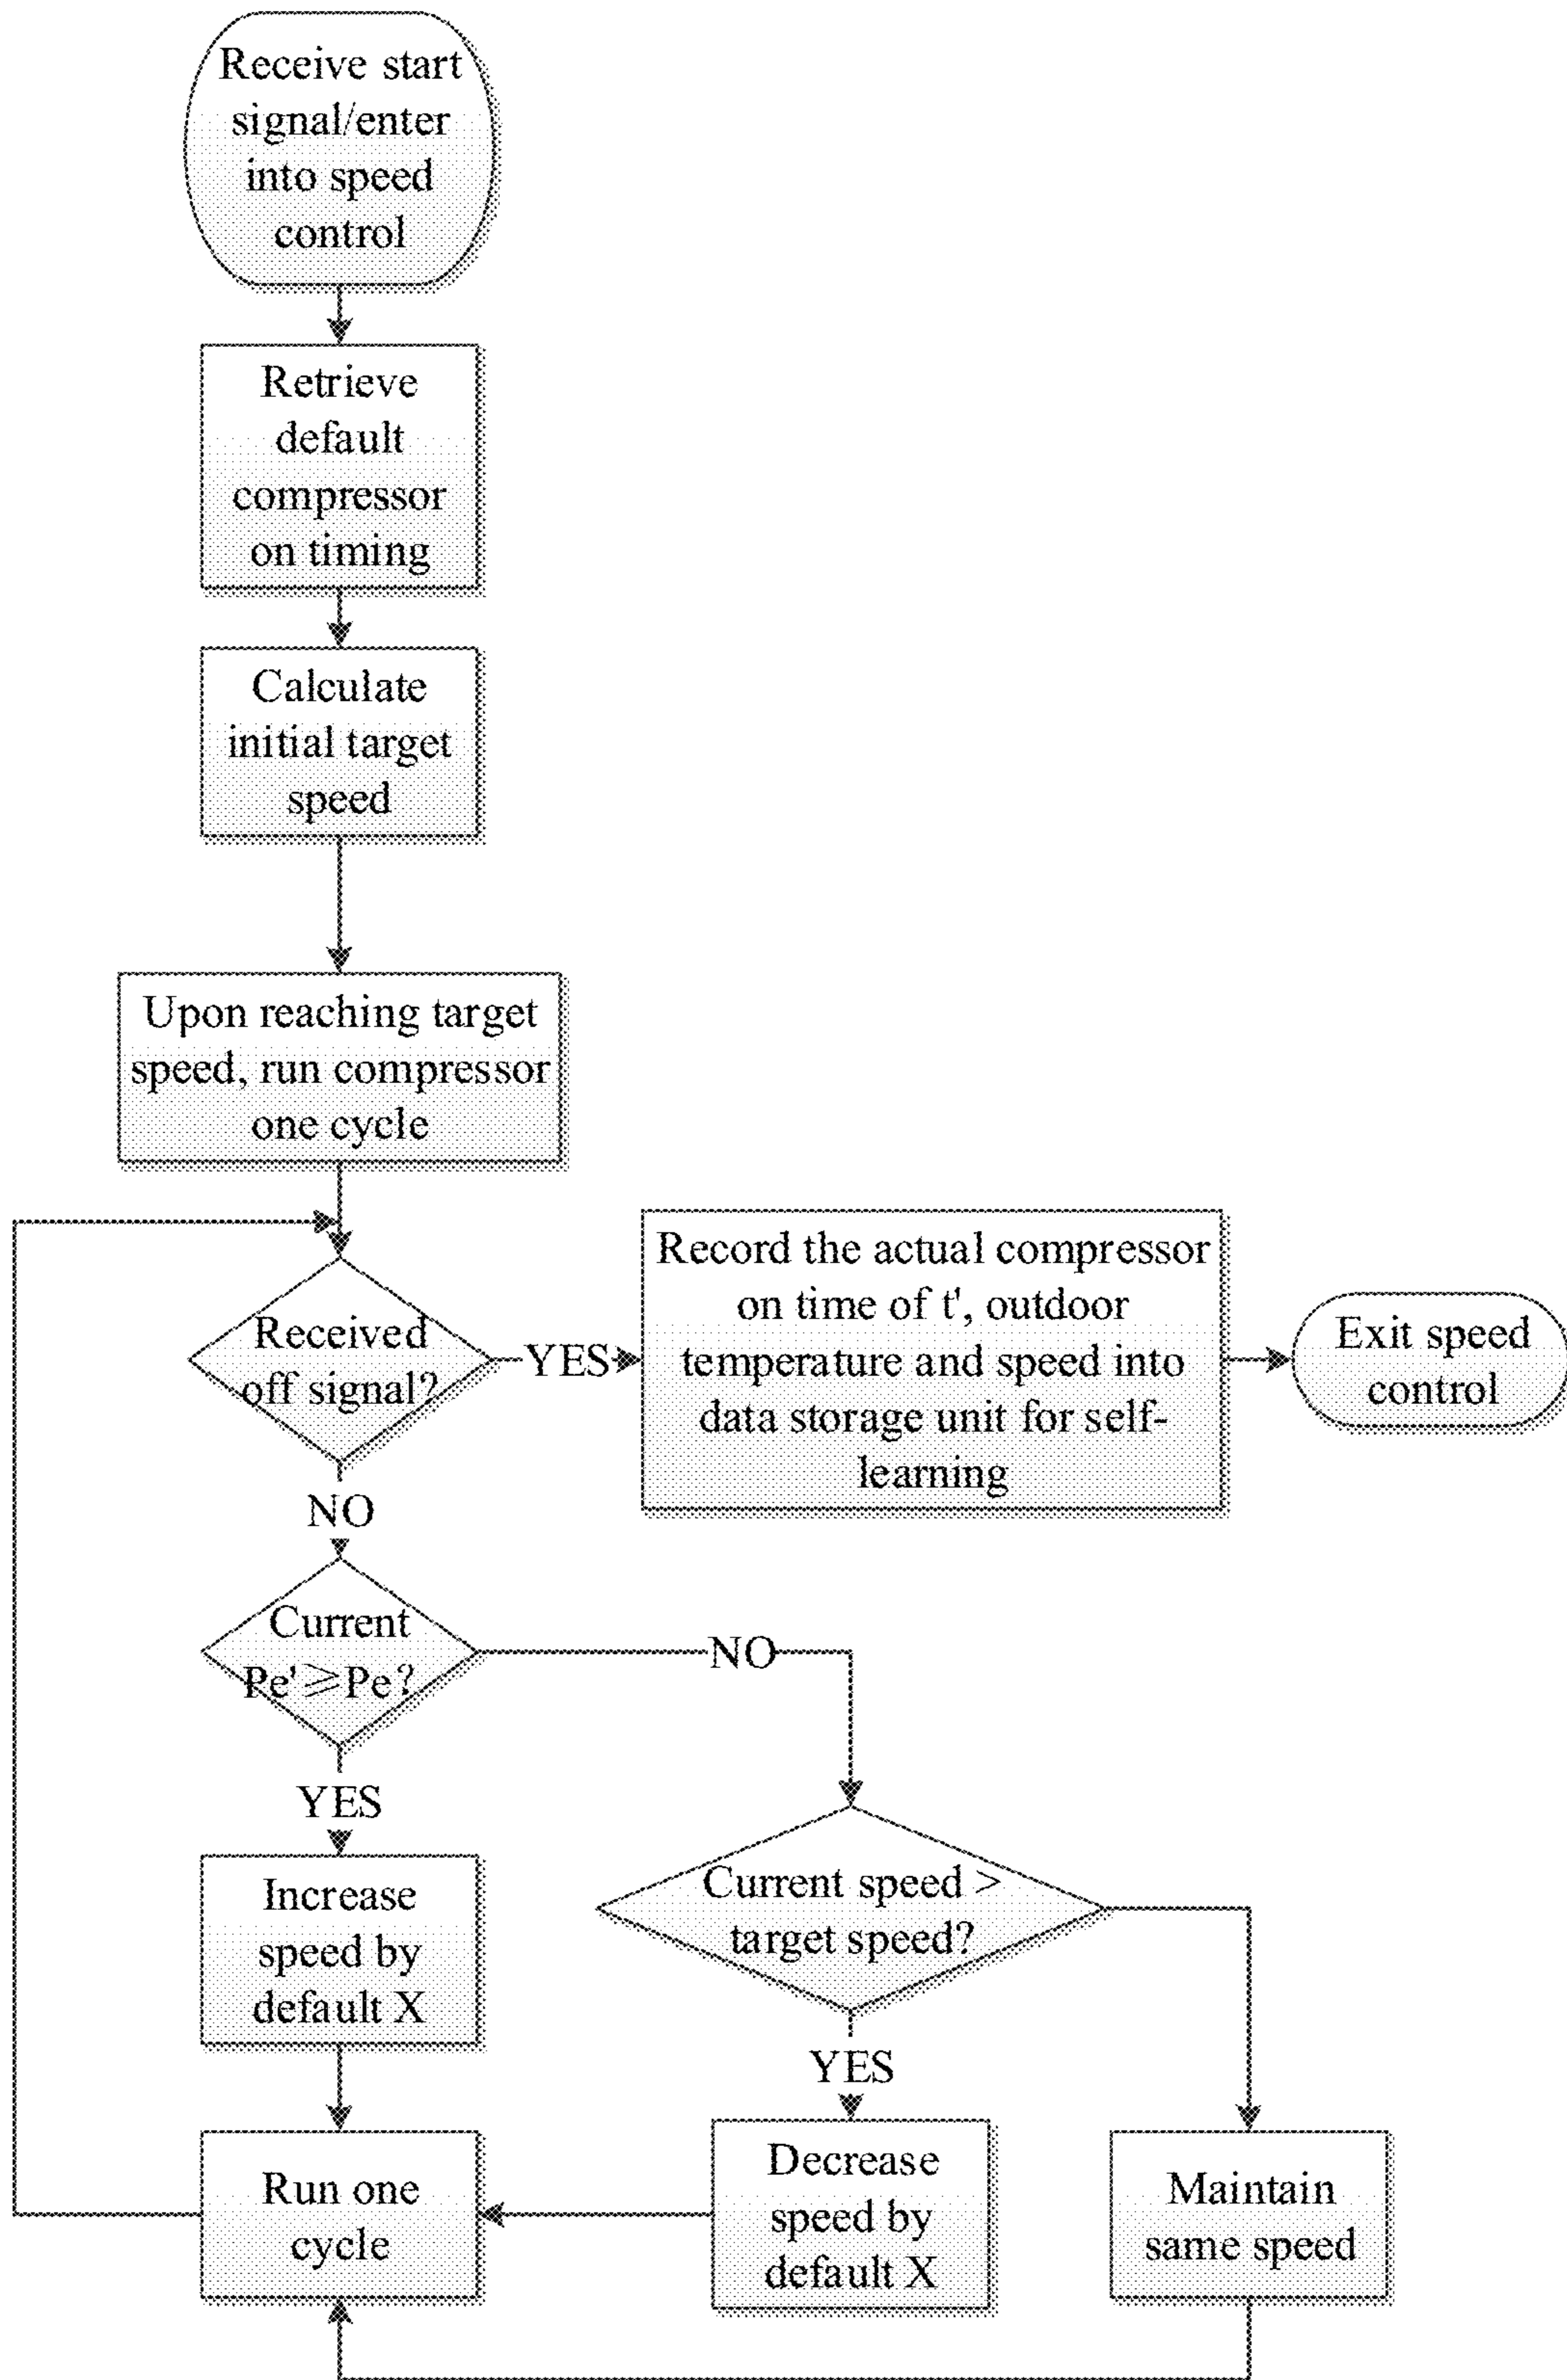 Receive start
signal/enter
into speed
control
Retrieve
default
compressor
on timing
Calculate
initial target
speed
Upon reaching target
speed, run compressor
one cycle
Received
off signal?
YES
Record the actual compressor
on time of t', outdoor
temperature and speed into
data storage unit for self-
learning
Exit speed
control
NO
Current
Pe'≥Pe?
NO
YES
Increase
speed by
default X
Current speed >
target speed?
YES
Run one
cycle
Decrease
speed by
default X
Maintain
same speed